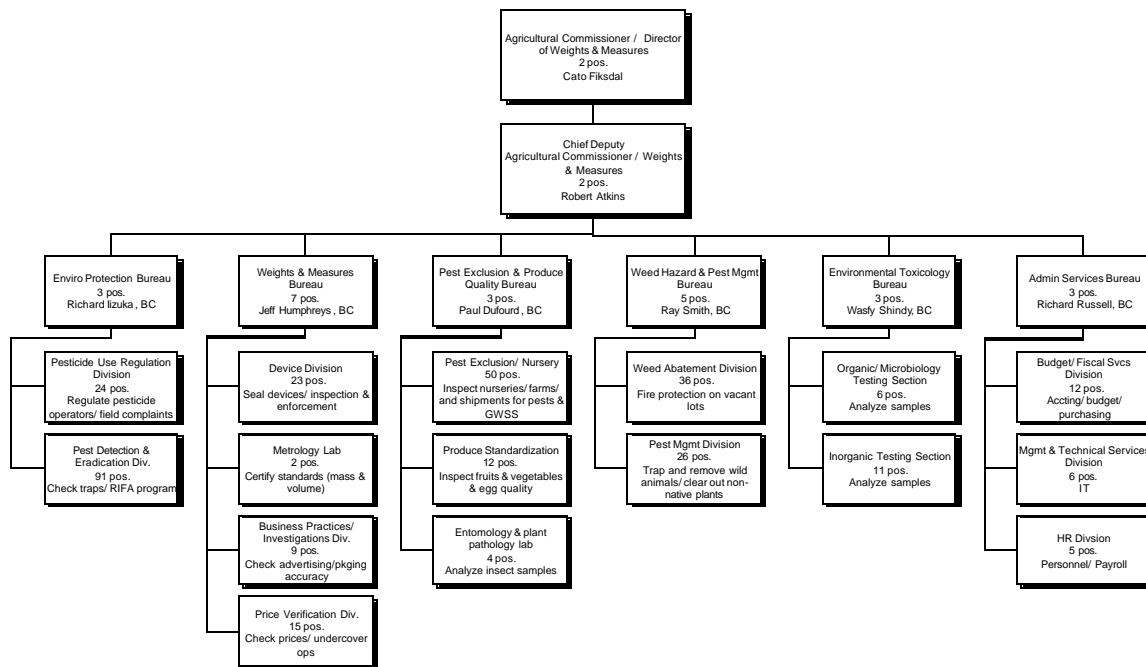 Agricultural Commissioner / Director
of Weights & Measures
2 pos.
Cato Fiksdal
Chief Deputy
Agricultural Commissioner / Weights
& Measures
2 pos.
Robert Atkins
Enviro Protection Bureau
3 pos.
Richard Iizuka, BC
Pesticide Use Regulation
Division
24 pos.
Regulate pesticide
operators/ field complaints
Pest Detection &
Eradication Div.
91 pos.
Check traps/ RIFA program
Weights & Measures
Bureau
7 pos.
Jeff Humphreys, BC
Device Division
23 pos.
Seal devices/ inspection &
enforcement
Metrology Lab
2 pos.
Certify standards (mass &
volume)
Business Practices/
Investigations Div.
9 pos.
Check advertising/pkging
accuracy
Price Verification Div.
15 pos.
Check prices/ undercover
ops
Pest Exclusion & Produce
Quality Bureau
3 pos.
Paul Dufourd, BC
Pest Exclusion/ Nursery
50 pos.
Inspect nurseries/ farms/
and shipments for pests &
GWSS
Produce Standardization
12 pos.
Inspect fruits & vegetables
& egg quality
Entomology & plant
pathology lab
4 pos.
Analyze insect samples
Weed Hazard & Pest Mgmt
Bureau
5 pos.
Ray Smith, BC
Weed Abatement Division
36 pos.
Fire protection on vacant
lots
Pest Mgmt Division
26 pos.
Trap and remove wild
animals/ clear out non-
native plants
Environmental Toxicology
Bureau
3 pos.
Wasfy Shindy, BC
Organic/ Microbiology
Testing Section
6 pos.
Analyze samples
Inorganic Testing Section
11 pos.
Analyze samples
Admin Services Bureau
3 pos.
Richard Russell, BC
Budget/ Fiscal Svcs
Division
12 pos.
Accting/ budget/
purchasing
Mgmt & Technical Services
Division
6 pos.
IT
HR Divsion
5 pos.
Personnel/ Payroll